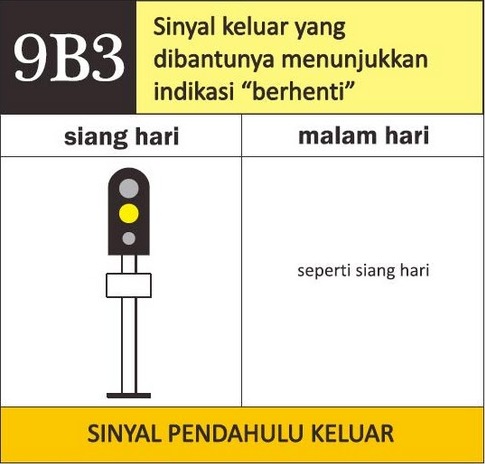 9B3
Sinyal keluar yang
dibantunya menunjukkan
indikasi “berhenti”
siang hari
malam hari
seperti siang hari
SINYAL PENDAHULU KELUAR